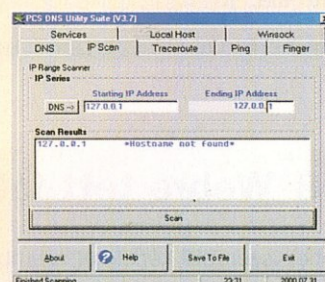 PCS DNS Utility Suite (V3.7)
Services Local Host Winsock
DNS IP Scan Traceroute Ping Finger
IP Range Scanner
IP Series
Starting IP Address Ending IP Address
DNS -> 127.0.0.1 127.0.0. 1
Scan Results
127.0.0.1 *Hostname not found*
Scan
About Help Save To File Exit
Finished Scanning 23:31 2000.07.31